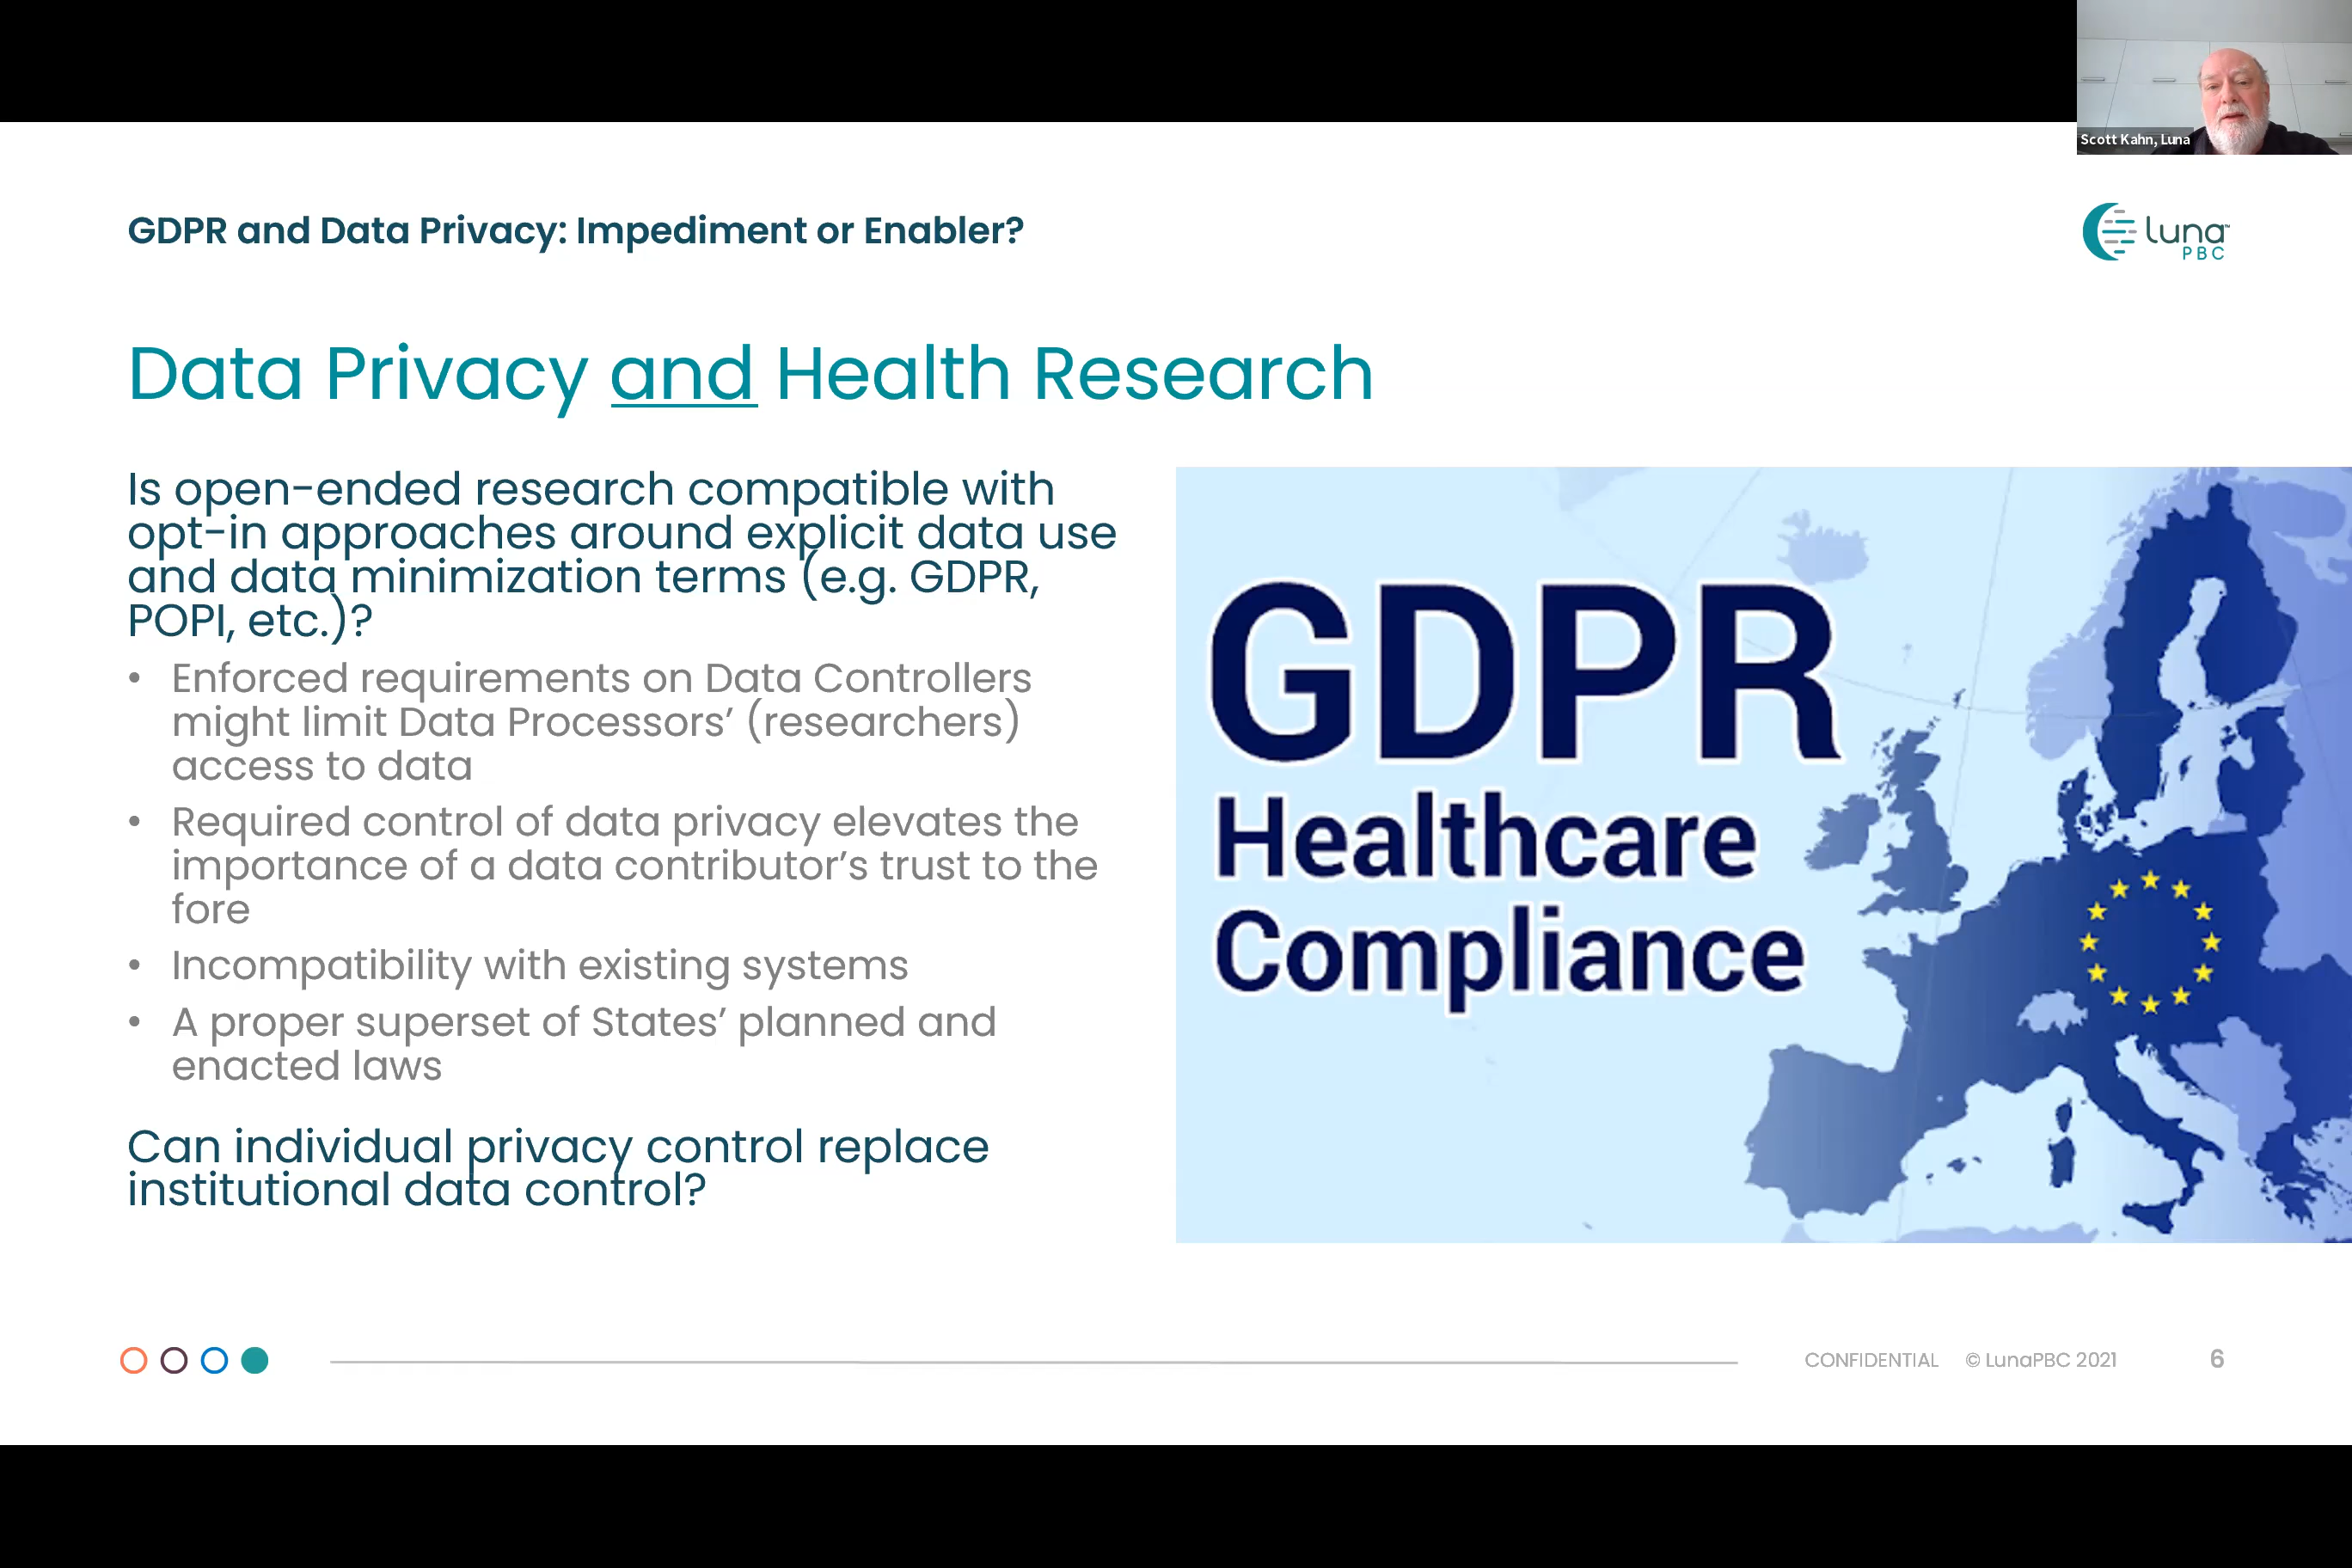 Scott Kahn, Luna
GDPR and Data Privacy: Impediment or Enabler?
luna™
PBC
Data Privacy and Health Research
Is open-ended research compatible with
opt-in approaches around explicit data use
and data minimization terms (e.g. GDPR,
POPI, etc.)?
• Enforced requirements on Data Controllers
might limit Data Processors’ (researchers)
access to data
• Required control of data privacy elevates the
importance of a data contributor’s trust to the
fore
• Incompatibility with existing systems
• A proper superset of States’ planned and
enacted laws
Can individual privacy control replace
institutional data control?
GDPR
Healthcare
Compliance
CONFIDENTIAL © LunaPBC 2021 6